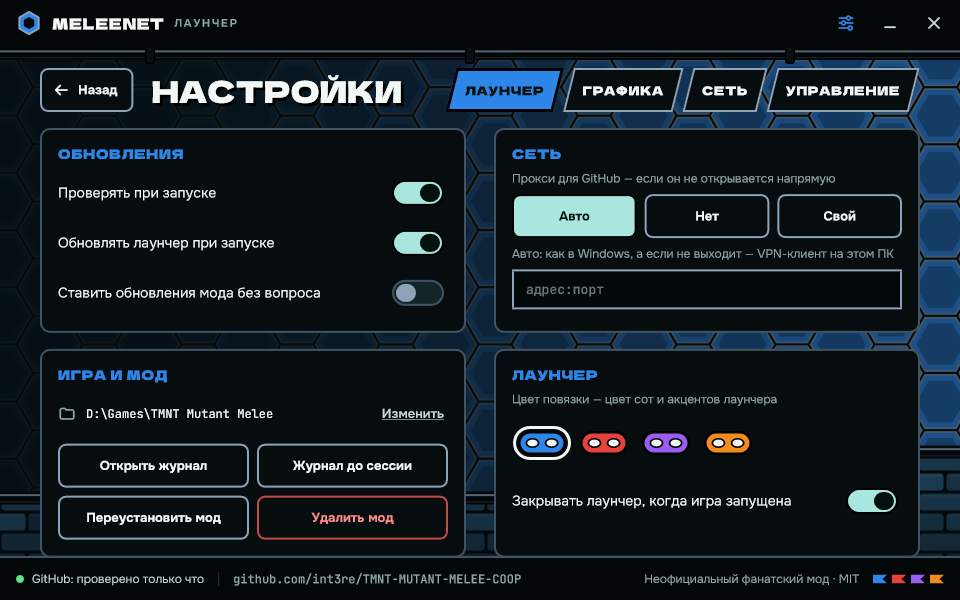 MELEENET ЛАУНЧЕР
Назад
НАСТРОЙКИ
ЛАУНЧЕР
ГРАФИКА
СЕТЬ
УПРАВЛЕНИЕ
ОБНОВЛЕНИЯ
Проверять при запуске
Обновлять лаунчер при запуске
Ставить обновления мода без вопроса
СЕТЬ
Прокси для GitHub — если он не открывается напрямую
Авто
Нет
Свой
Авто: как в Windows, а если не выходит — VPN-клиент на этом ПК
адрес:порт
ИГРА И МОД
D:\Games\TMNT Mutant Melee
Изменить
Открыть журнал
Журнал до сессии
Переустановить мод
Удалить мод
ЛАУНЧЕР
Цвет повязки — цвет сот и акцентов лаунчера
Закрывать лаунчер, когда игра запущена
GitHub: проверено только что
github.com/int3re/TMNT-MUTANT-MELEE-COOP
Неофициальный фанатский мод · MIT